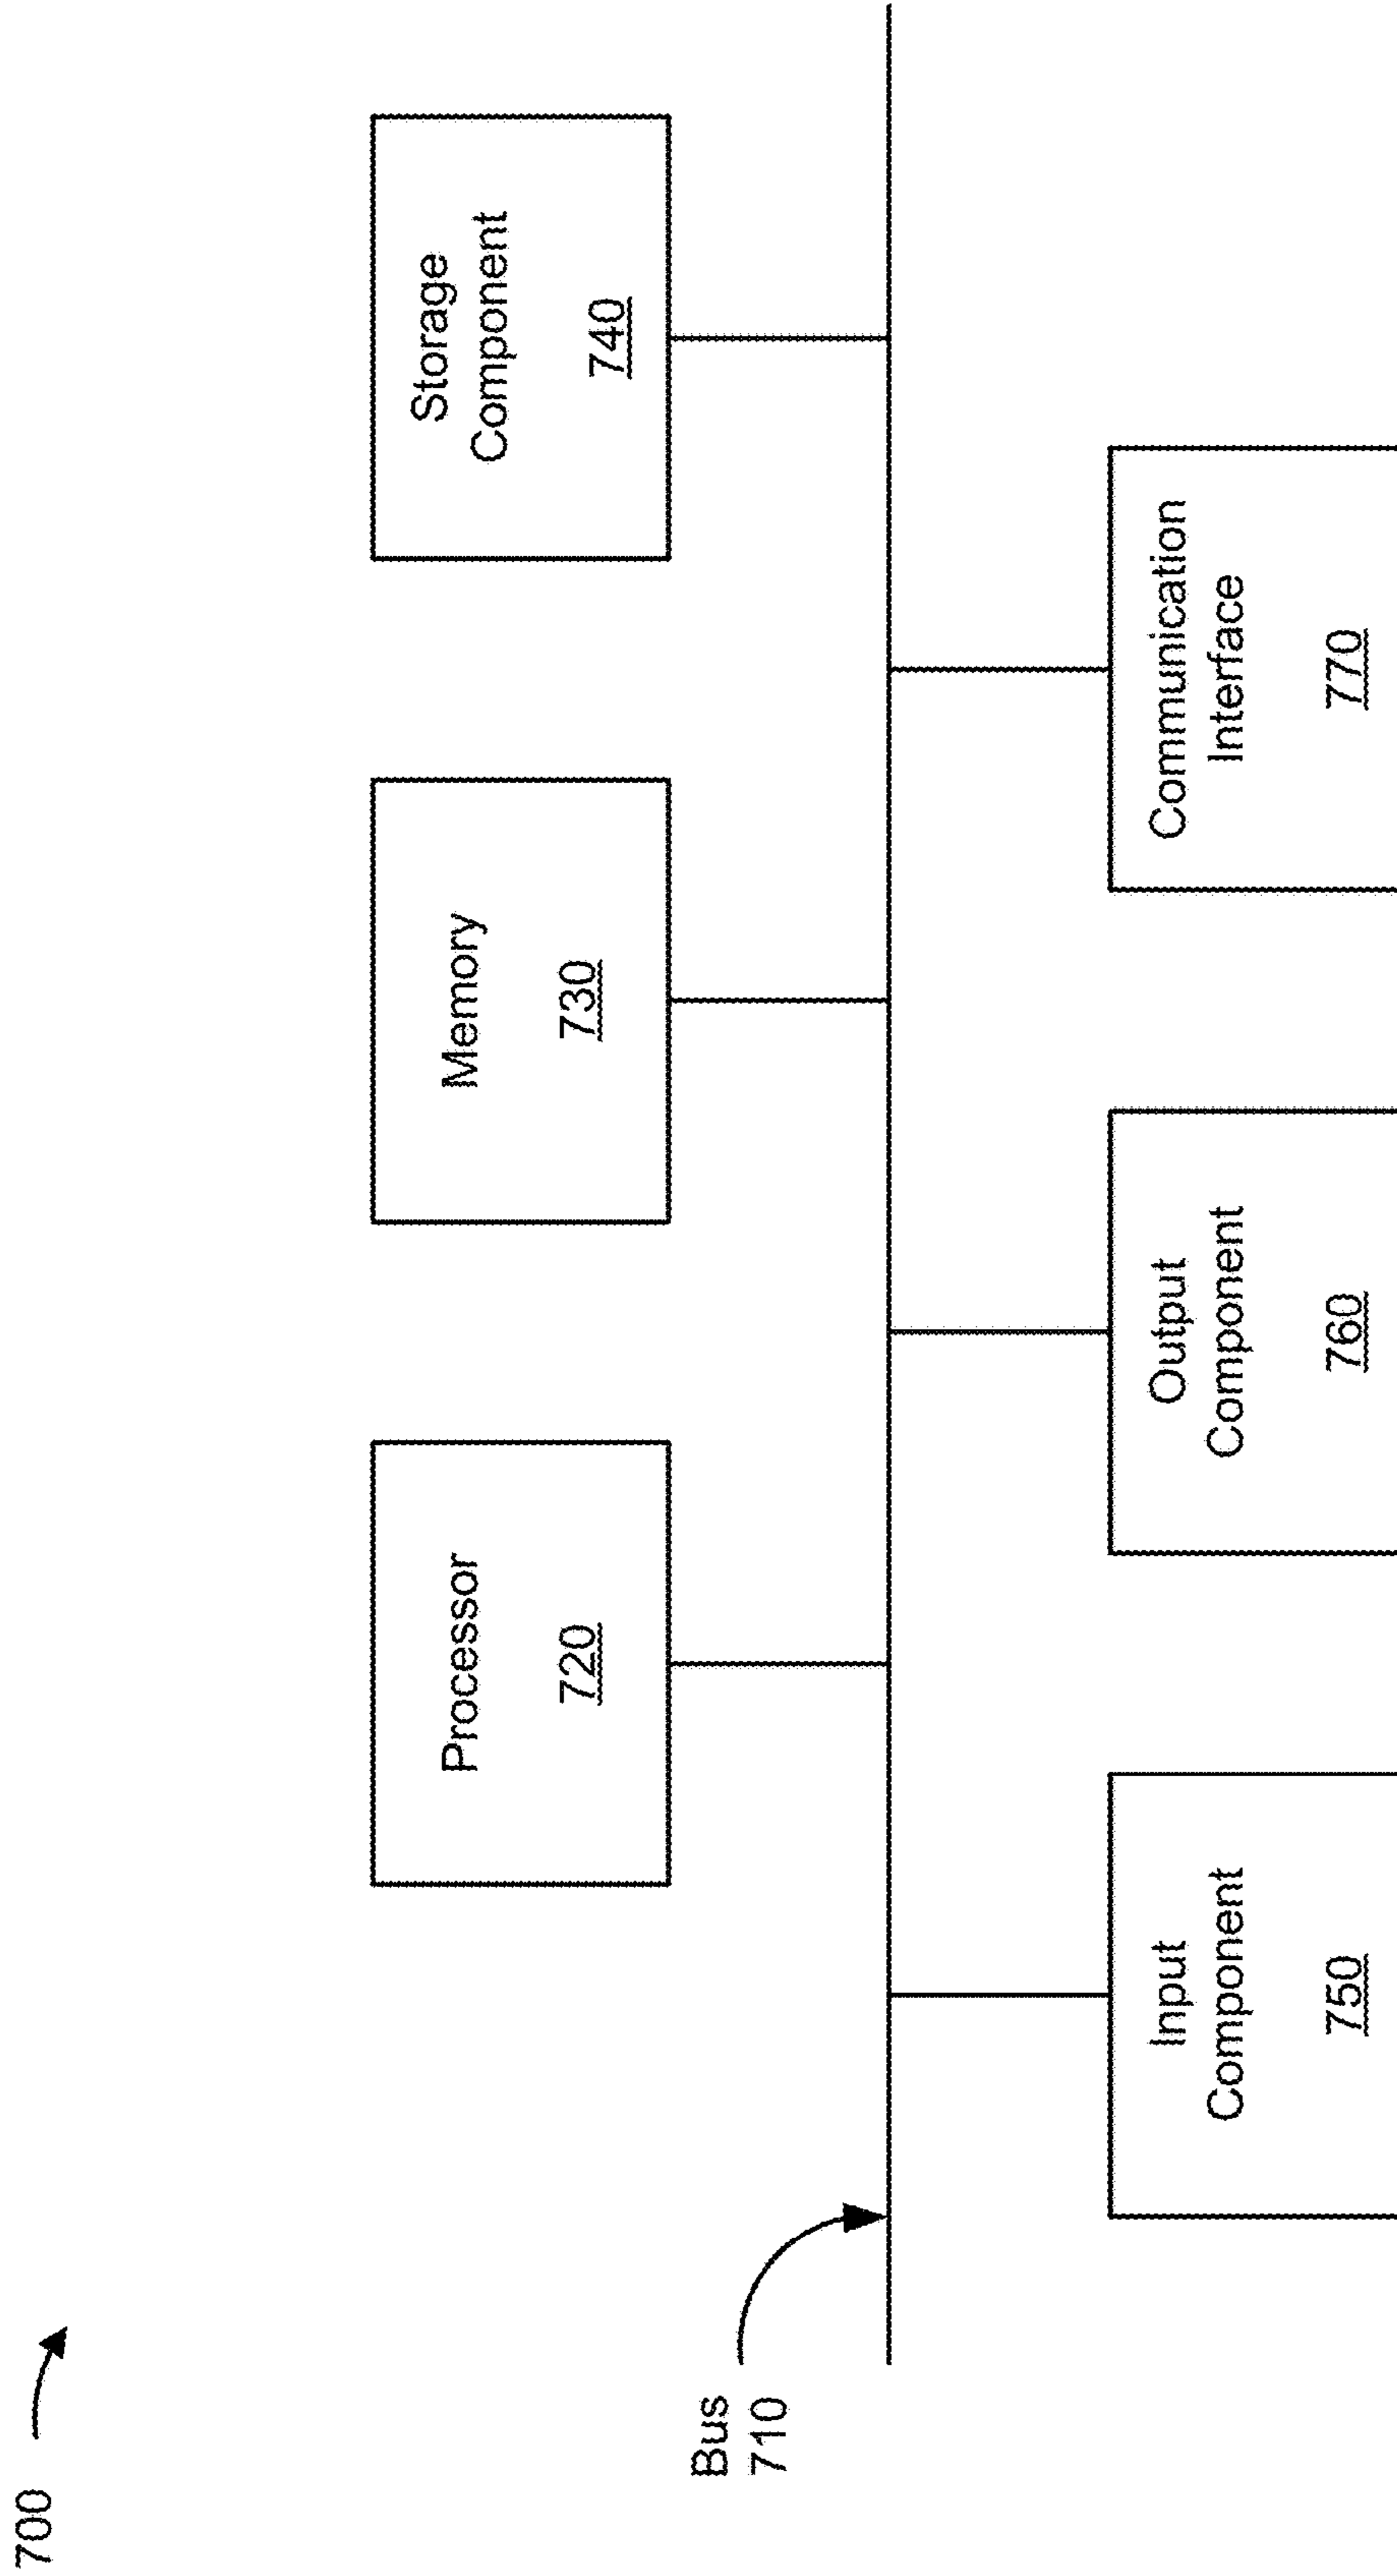 700
Processor
720
Memory
730
Storage
Component
740
Bus
710
Input
Component
750
Output
Component
760
Communication
Interface
770